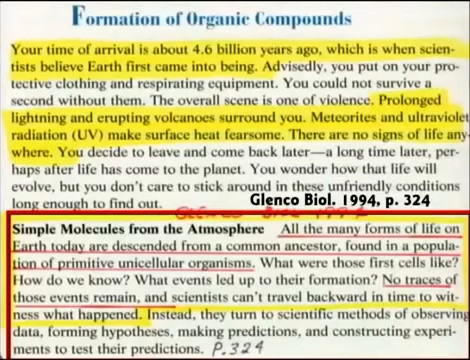 Formation of Organic Compounds
Your time of arrival is about 4.6 billion years ago, which is when scien-
tists believe Earth first came into being. Advisedly, you put on your pro-
tective clothing and respirating equipment. You could not survive a
second without them. The overall scene is one of violence. Prolonged
lightning and erupting volcanoes surround you. Meteorites and ultraviolet
radiation (UV) make surface heat fearsome. There are no signs of life any-
where. You decide to leave and come back later—a long time later, per-
haps after life has come to the planet. You wonder how that life will
evolve, but you don't care to stick around in these unfriendly conditions
long enough to find out.
Glenco Biol. 1994, p. 324
Simple Molecules from the Atmosphere All the many forms of life on
Earth today are descended from a common ancestor, found in a popula-
tion of primitive unicellular organisms. What were those first cells like?
How do we know? What events led up to their formation? No traces of
those events remain, and scientists can't travel backward in time to wit-
ness what happened. Instead, they turn to scientific methods of observing
data, forming hypotheses, making predictions, and constructing experi-
ments to test their predictions. P.324